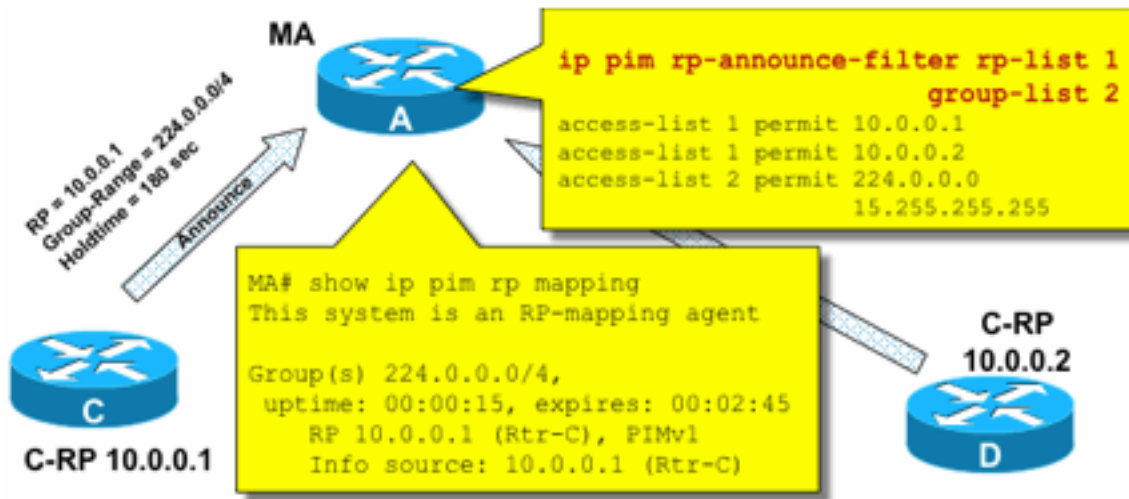 MA
A
ip pim rp-announce-filter rp-list 1
group-list 2
access-list 1 permit 10.0.0.1
access-list 1 permit 10.0.0.2
access-list 2 permit 224.0.0.0
15.255.255.255
RP = 10.0.0.1
Group-Range = 224.0.0.0/4
Holdtime = 180 sec
Announce
MA# show ip pim rp mapping
This system is an RP-mapping agent
Group(s) 224.0.0.0/4,
uptime: 00:00:15, expires: 00:02:45
RP 10.0.0.1 (Rtr-C), PIMv1
Info source: 10.0.0.1 (Rtr-C)
C
C-RP 10.0.0.1
C-RP
10.0.0.2
D